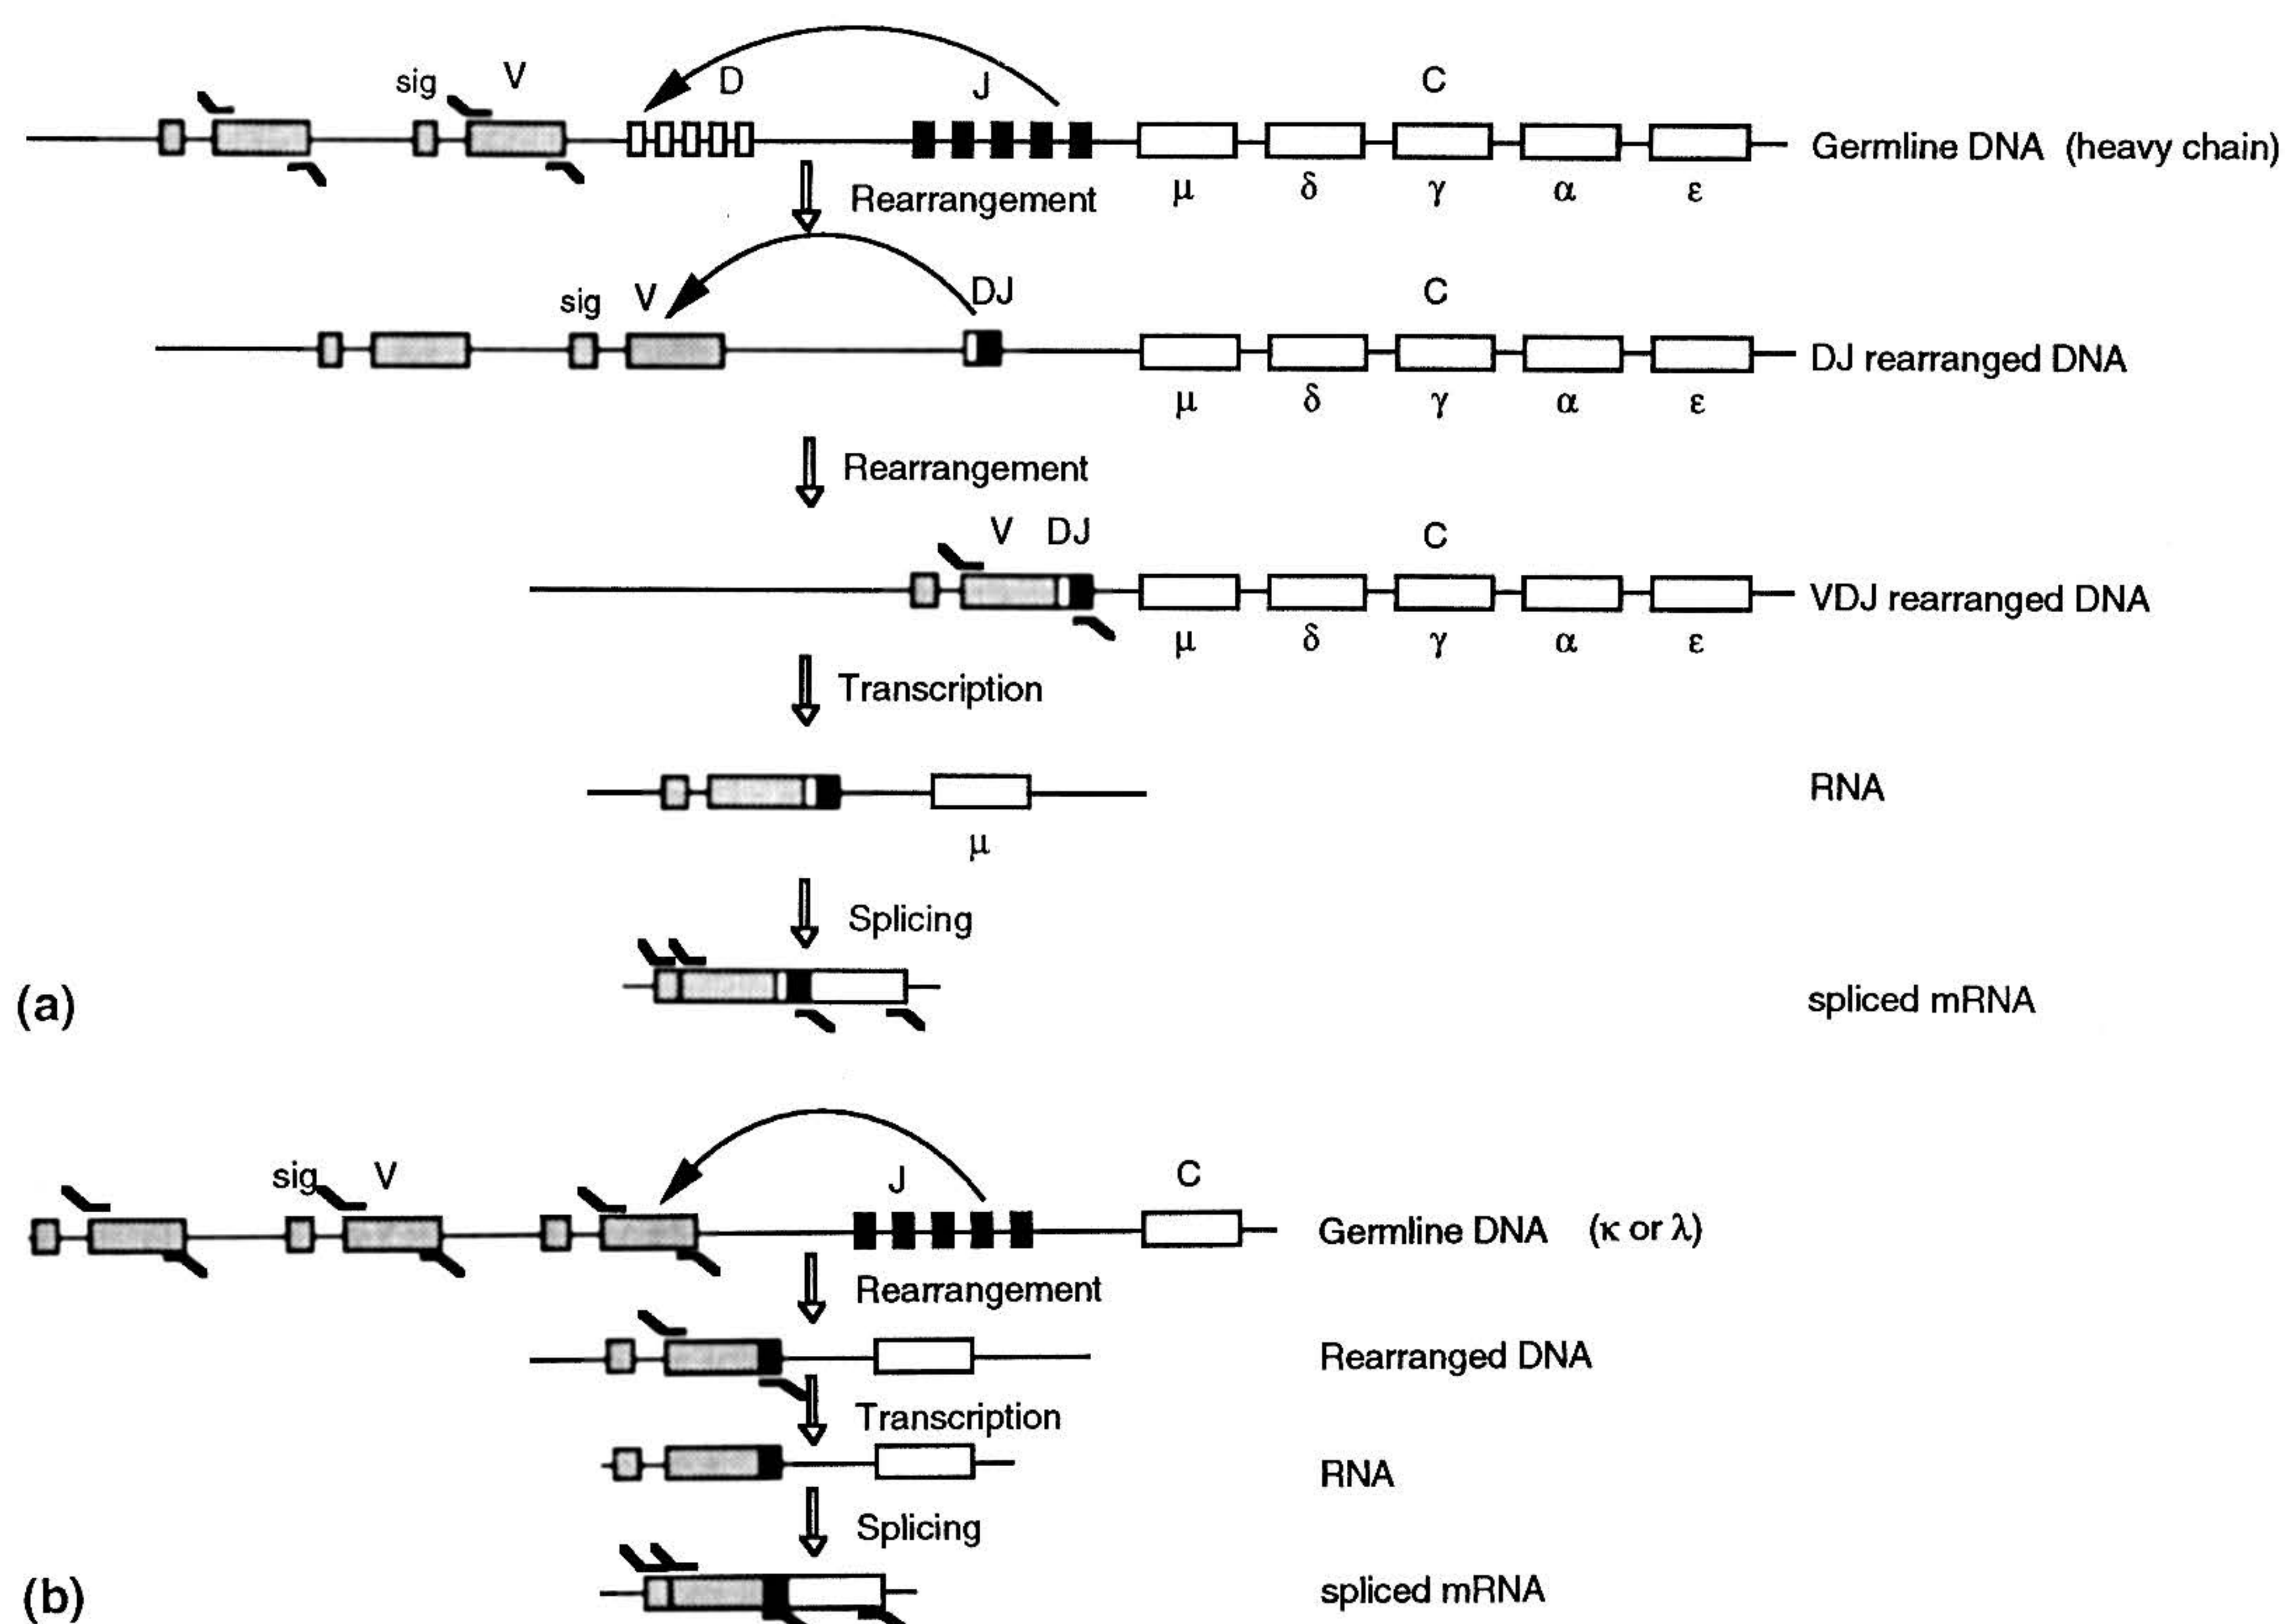 sig V D J C
Germline DNA (heavy chain)
μ δ γ α ε
Rearrangement
sig V DJ C
DJ rearranged DNA
μ δ γ α ε
Rearrangement
V DJ C
VDJ rearranged DNA
μ δ γ α ε
Transcription
RNA
μ
Splicing
(a)
spliced mRNA
sig V J C
Germline DNA (κ or λ)
Rearrangement
Rearranged DNA
Transcription
RNA
Splicing
(b)
spliced mRNA